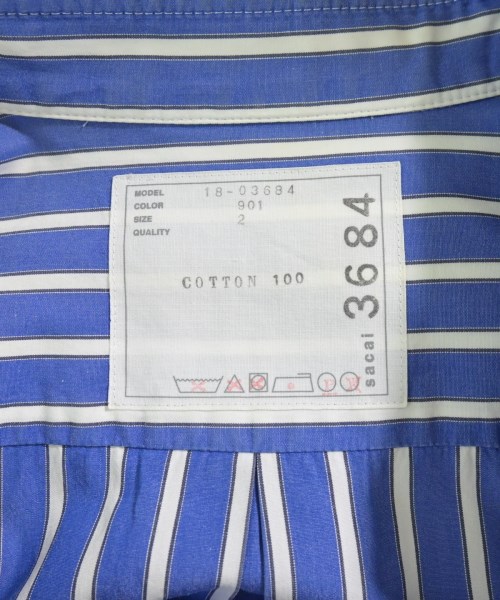 MODEL 18-03684
COLOR 901
SIZE 2
QUALITY
COTTON 100
3684
sacai